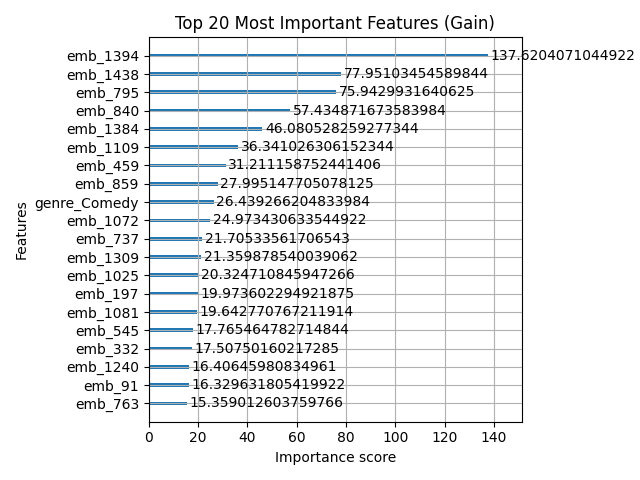 Top 20 Most Important Features (Gain)
emb_1394 137.6204071044922
emb_1438 77.95103454589844
emb_795 75.9429931640625
emb_840 57.434871673583984
emb_1384 46.080528259277344
emb_1109 36.341026306152344
emb_459 31.211158752441406
emb_859 27.995147705078125
genre_Comedy 26.439266204833984
emb_1072 24.973430633544922
emb_737 21.70533561706543
emb_1309 21.359878540039062
emb_1025 20.324710845947266
emb_197 19.973602294921875
emb_1081 19.642770767211914
emb_545 17.765464782714844
emb_332 17.50750160217285
emb_1240 16.40645980834961
emb_91 16.329631805419922
emb_763 15.359012603759766
Features
0 20 40 60 80 100 120 140
Importance score